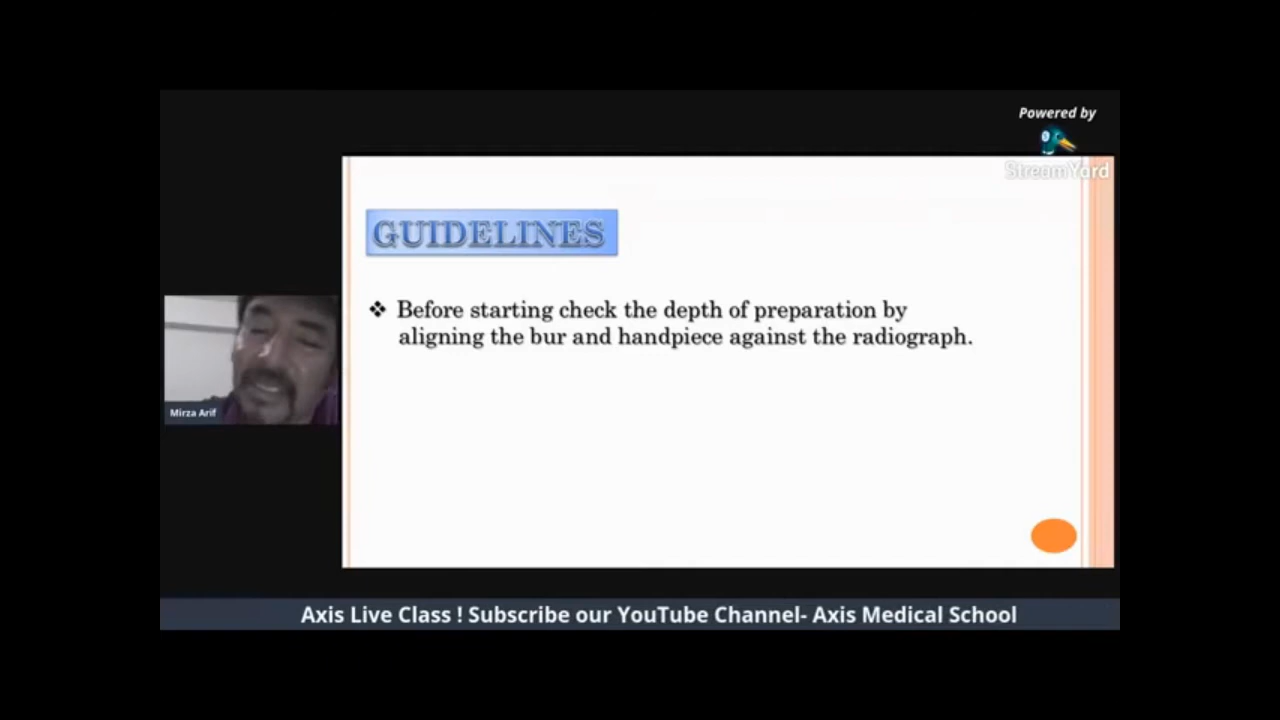 Powered by
StreamYard
GUIDELINES
❖ Before starting check the depth of preparation by
aligning the bur and handpiece against the radiograph.
Mirza Arif
Axis Live Class ! Subscribe our YouTube Channel- Axis Medical School